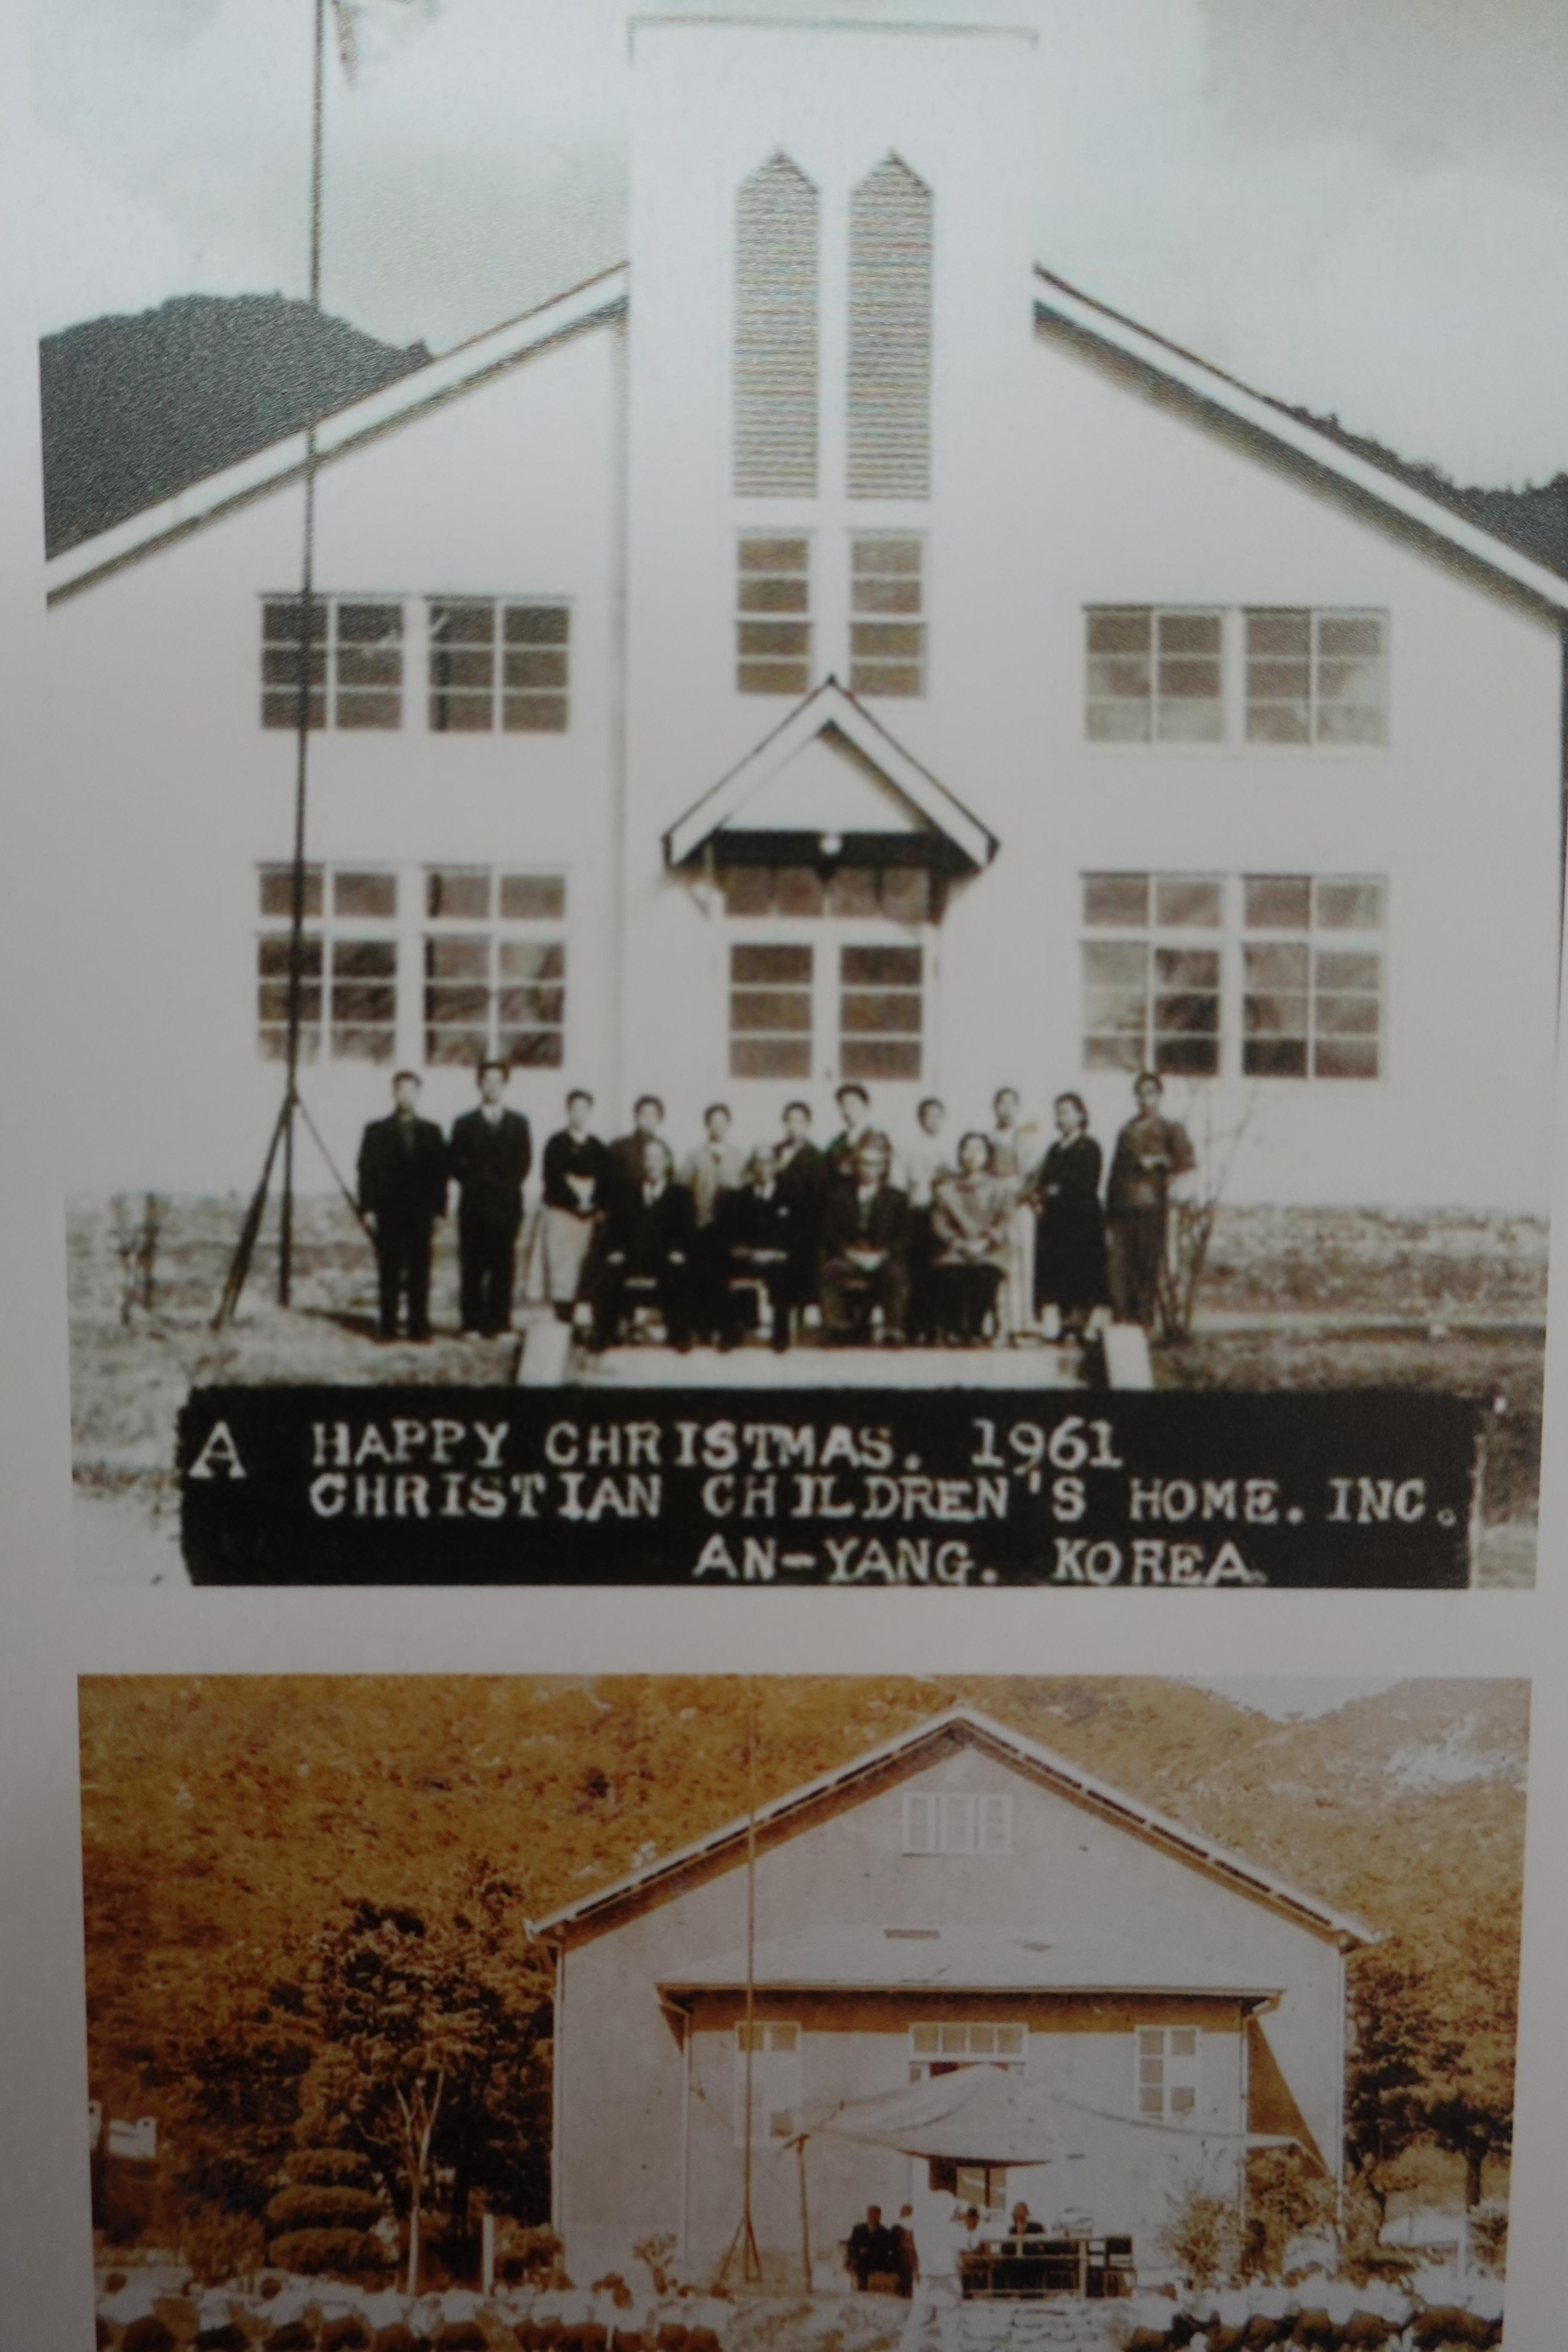 A HAPPY CHRISTMAS. 1961
CHRISTIAN CHILDREN'S HOME. INC.
AN-YANG. KOREA.